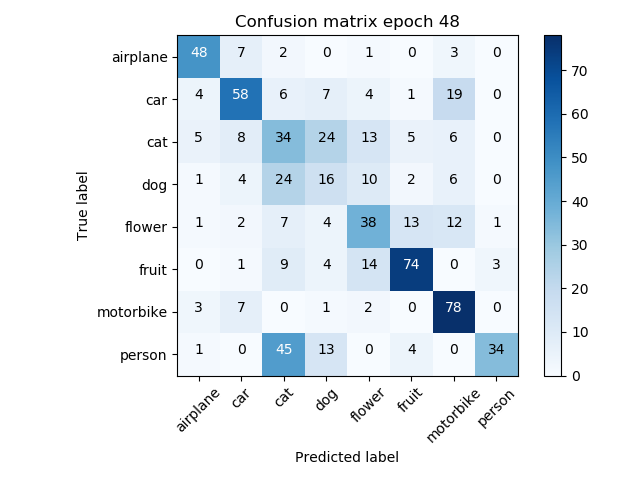 Confusion matrix epoch 48
airplane 48 7 2 0 1 0 3 0
car 4 58 6 7 4 1 19 0
cat 5 8 34 24 13 5 6 0
dog 1 4 24 16 10 2 6 0
flower 1 2 7 4 38 13 12 1
fruit 0 1 9 4 14 74 0 3
motorbike 3 7 0 1 2 0 78 0
person 1 0 45 13 0 4 0 34
airplane car cat dog flower fruit motorbike person
True label
Predicted label
70
60
50
40
30
20
10
0